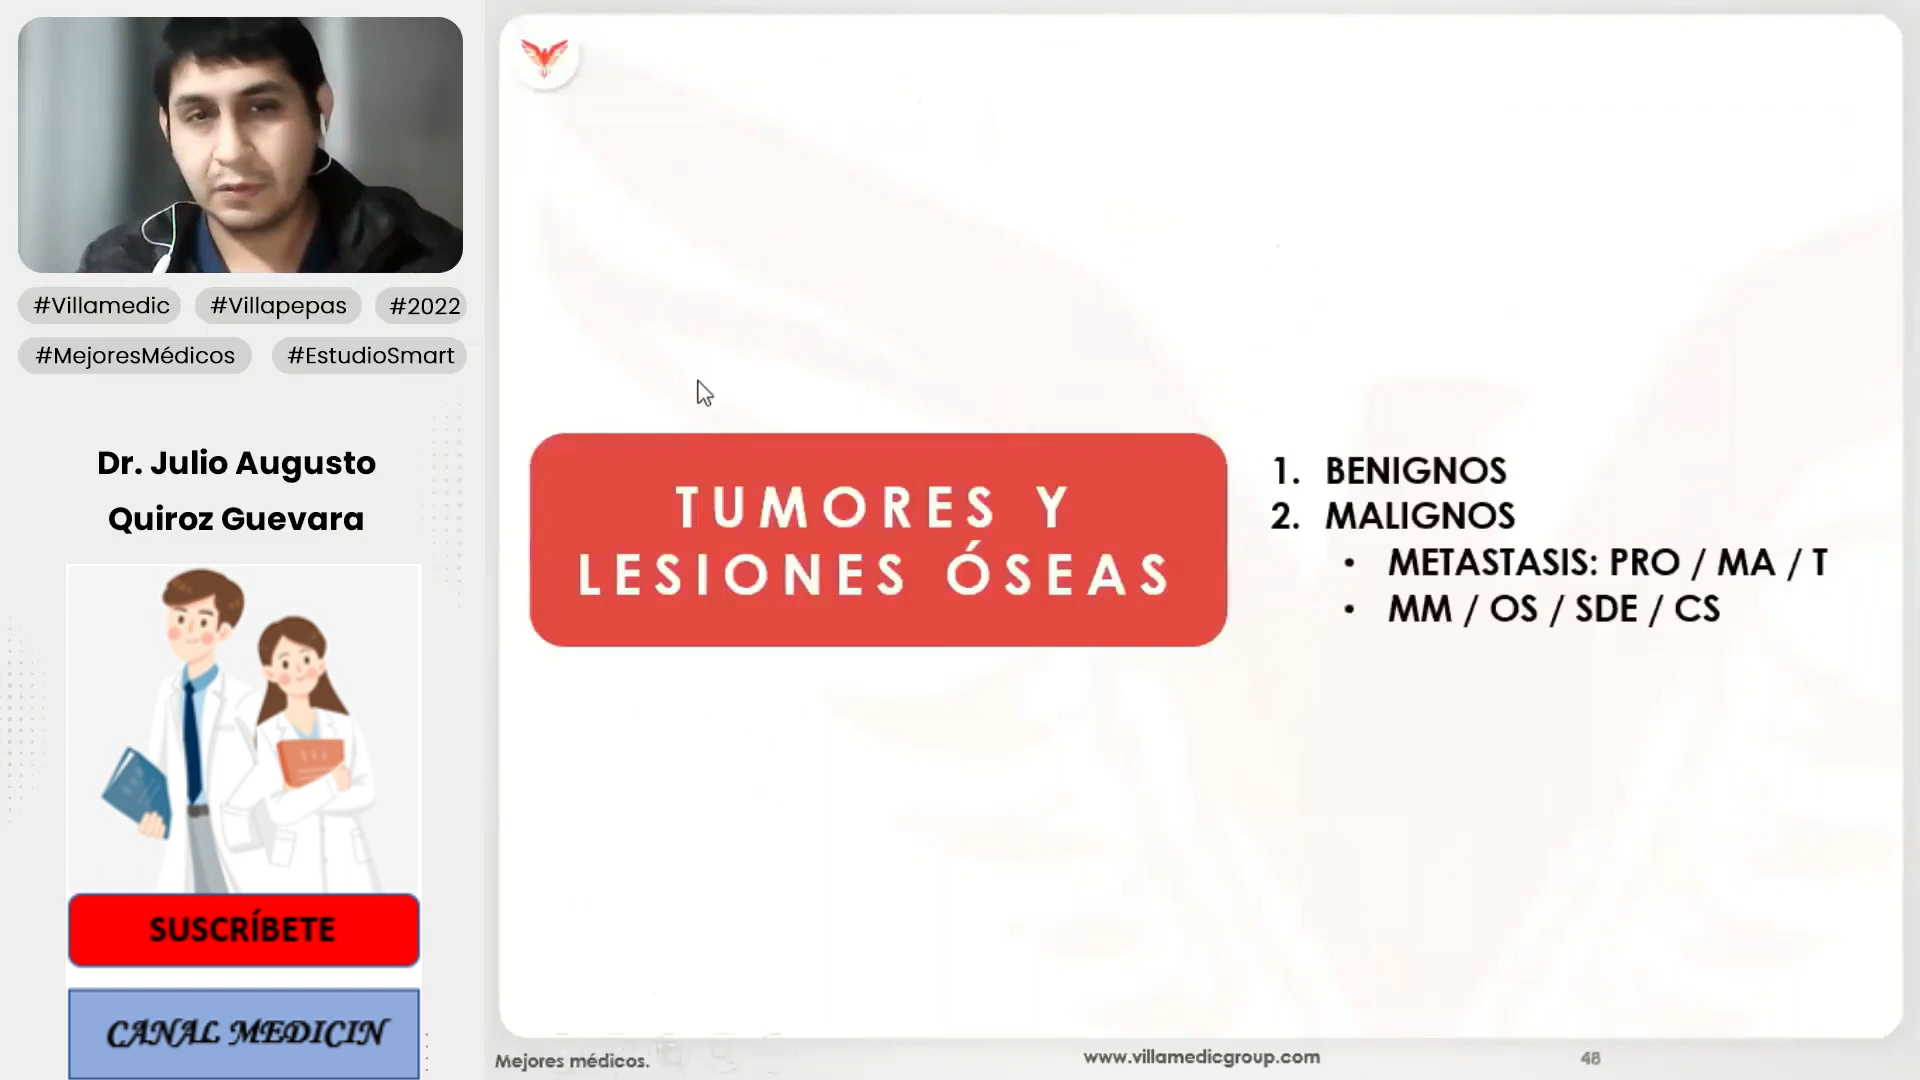 #Villamedic #Villapepas #2022
#MejoresMédicos #EstudioSmart
Dr. Julio Augusto
Quiroz Guevara
SUSCRÍBETE
CANAL MEDICIN
TUMORES Y
LESIONES ÓSEAS
1. BENIGNOS
2. MALIGNOS
• METASTASIS: PRO / MA / T
• MM / OS / SDE / CS
Mejores médicos.
www.villamedicgroup.com
48